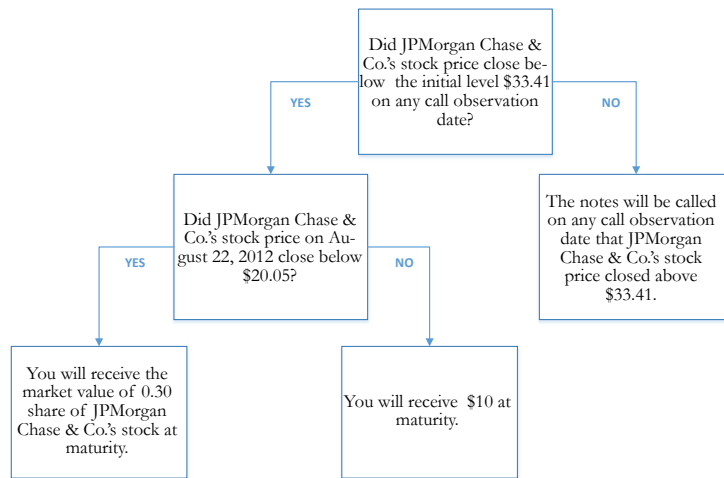 Did JPMorgan Chase &
Co.'s stock price close be-
low the initial level $33.41
on any call observation
date?
YES
NO
Did JPMorgan Chase &
Co.'s stock price on Au-
gust 22, 2012 close below
$20.05?
The notes will be called
on any call observation
date that JPMorgan
Chase & Co.'s stock
price closed above
$33.41.
YES
NO
You will receive the
market value of 0.30
share of JPMorgan
Chase & Co.'s stock at
maturity.
You will receive $10 at
maturity.